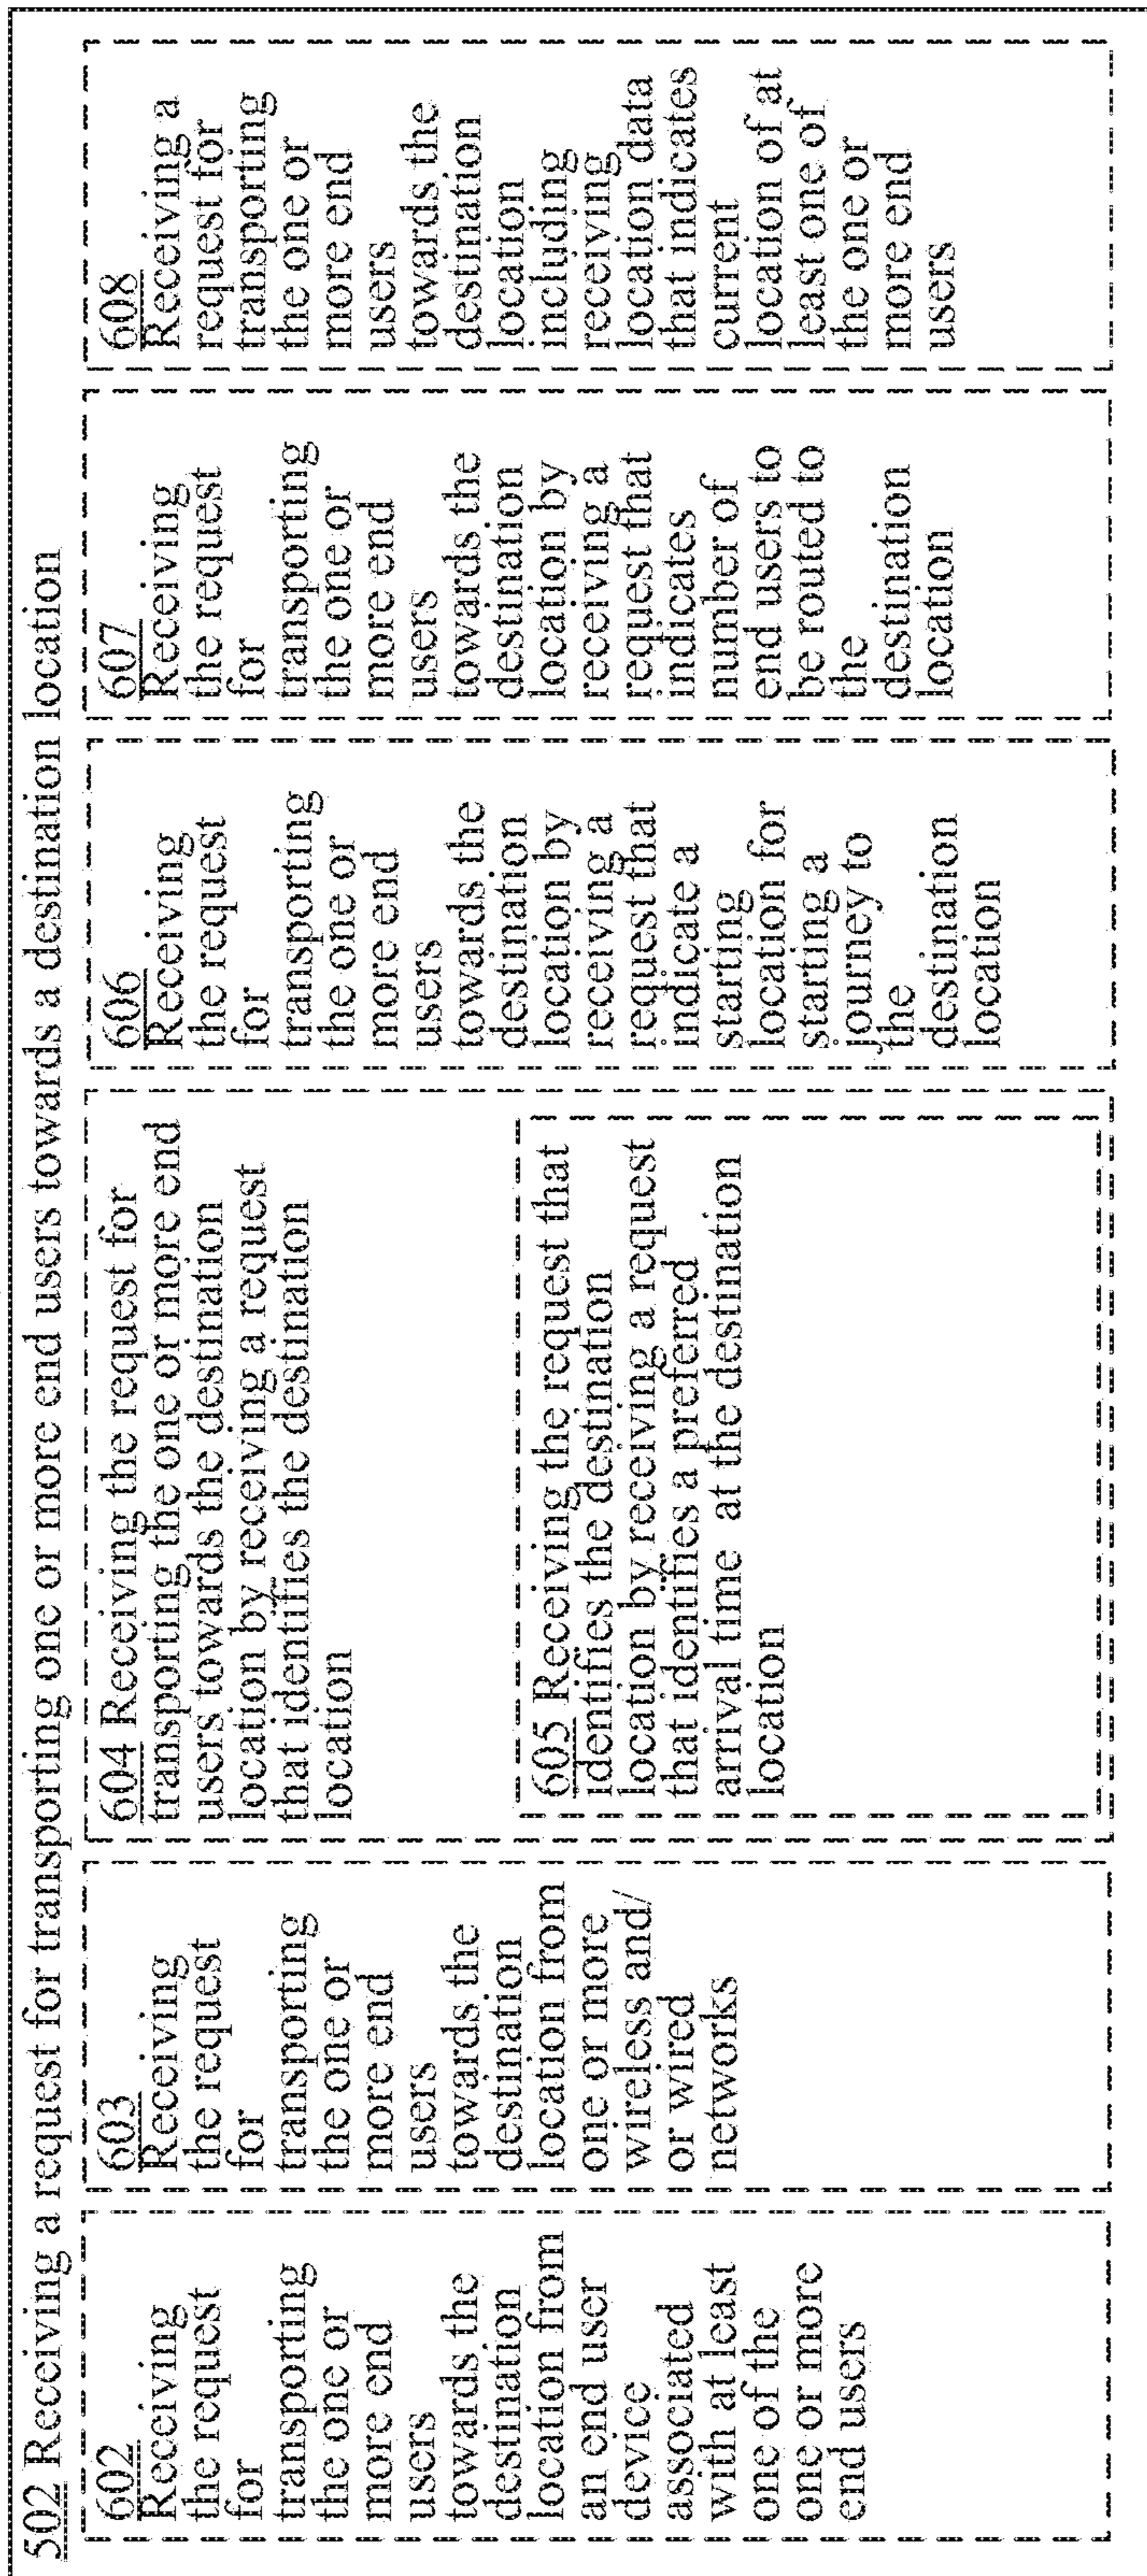 502 Receiving a request for transporting one or more end users towards a destination location
602
Receiving
the request
for
transporting
the one or
more end
users
towards the
destination
location from
an end user
device
associated
with at least
one of the
one or more
end users
603
Receiving
the request
for
transporting
the one or
more end
users
towards the
destination
location from
one or more
wireless and/
or wired
networks
604 Receiving the request for
transporting the one or more end
users towards the destination
location by receiving a request
that identifies the destination
location
605 Receiving the request that
identifies the destination
location by receiving a request
that identifies a preferred
arrival time at the destination
location
606
Receiving
the request
for
transporting
the one or
more end
users
towards the
destination
location by
receiving a
request that
indicate a
starting
location for
starting a
journey to
the
destination
location
607
Receiving
the request
for
transporting
the one or
more end
users
towards the
destination
location by
receiving a
request that
indicates
number of
end users to
be routed to
the
destination
location
608
Receiving a
request for
transporting
the one or
more end
users
towards the
destination
location
including
receiving
location data
that indicates
current
location of at
least one of
the one or
more end
users